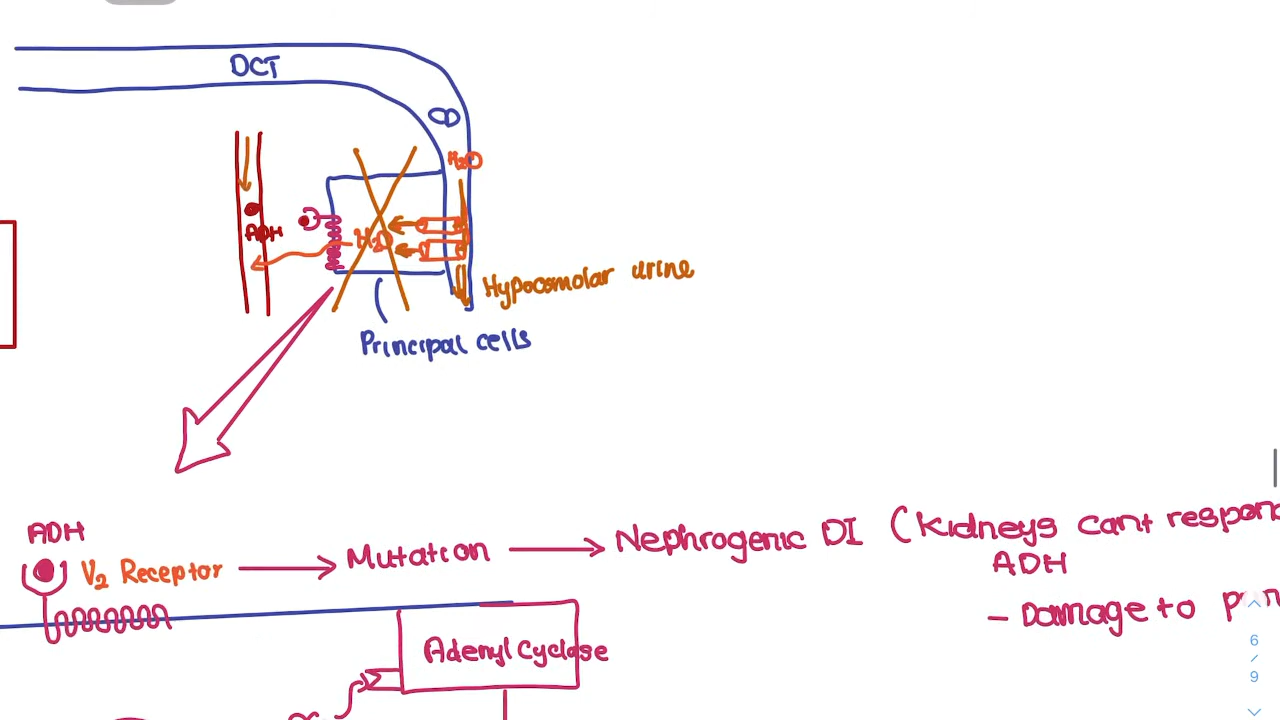 DCT
H2O
ADH
H2O
Hypoosmolar urine
Principal cells
ADH
V2 Receptor
Mutation
Nephrogenic DI (Kidneys cant respon
ADH
- Damage to
Adenyl Cyclase
6
/
9